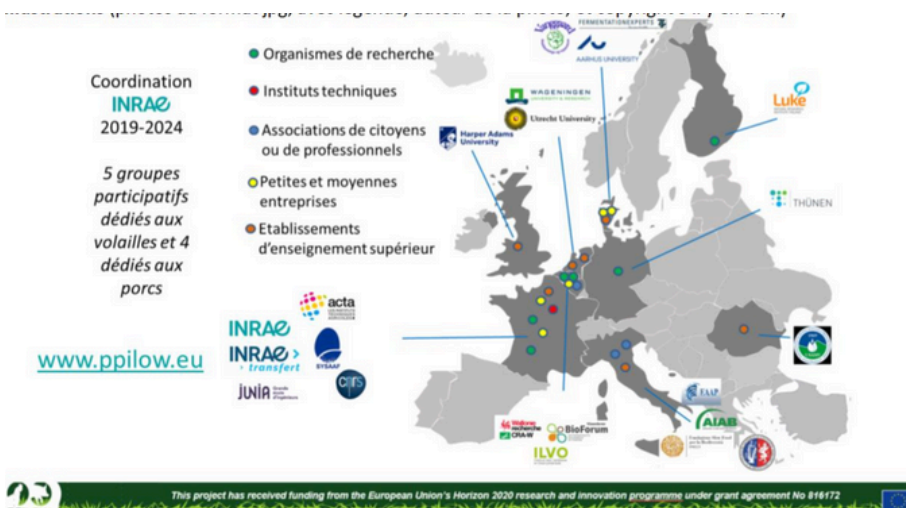 Coordination
INRAE
2019-2024
5 groupes
participatifs
dédiés aux
volailles et 4
dédiés aux
porcs
www.ppilow.eu
Organismes de recherche
Instituts techniques
Associations de citoyens
ou de professionnels
Petites et moyennes
entreprises
Etablissements
d'enseignement supérieur
acta
INRAE
INRAE
transfert
SYSAAF
JUNIA
cnrs
Harper Adams
University
WAGENINGEN
Utrecht University
FERMENTATIONEXPERTS
AARHUS UNIVERSITY
Luke
THÜNEN
Wallonie
recherche
CRA-W
BioForum
ILVO
EAAP
AIAB
This project has received funding from the European Union's Horizon 2020 research and innovation programme under grant agreement No 816172